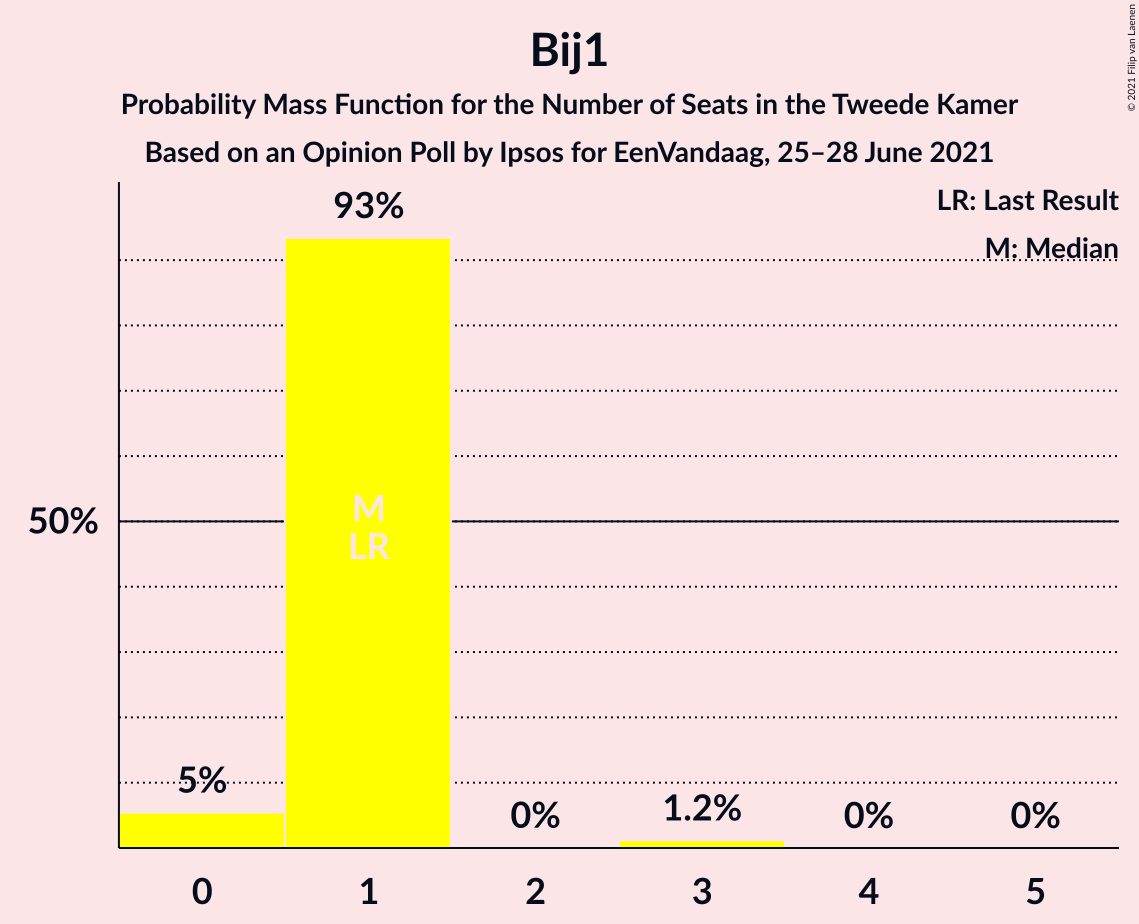 Bij1
Probability Mass Function for the Number of Seats in the Tweede Kamer
Based on an Opinion Poll by Ipsos for EenVandaag, 25–28 June 2021
© 2021 Filip van Laenen
LR: Last Result
M: Median
93%
50%
M
LR
5%
0%
1.2%
0%
0%
0
1
2
3
4
5